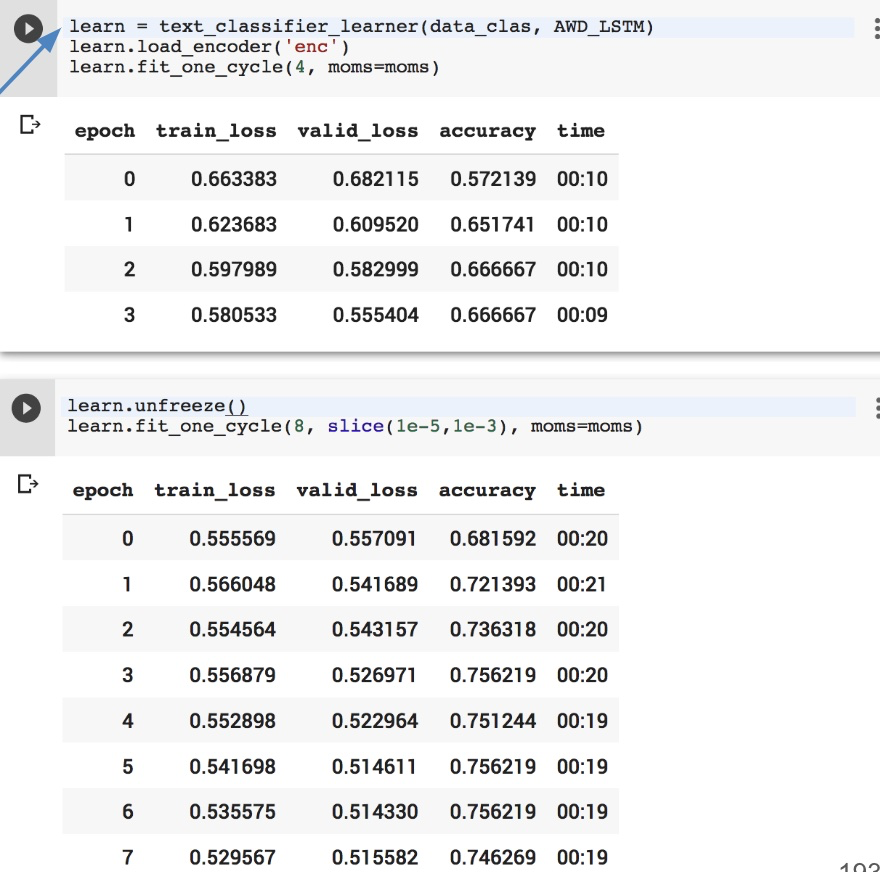 learn = text_classifier_learner(data_clas, AWD_LSTM)
learn.load_encoder('enc')
learn.fit_one_cycle(4, moms=moms)
epoch train_loss valid_loss accuracy time
0 0.663383 0.682115 0.572139 00:10
1 0.623683 0.609520 0.651741 00:10
2 0.597989 0.582999 0.666667 00:10
3 0.580533 0.555404 0.666667 00:09
learn.unfreeze()
learn.fit_one_cycle(8, slice(1e-5,1e-3), moms=moms)
epoch train_loss valid_loss accuracy time
0 0.555569 0.557091 0.681592 00:20
1 0.566048 0.541689 0.721393 00:21
2 0.554564 0.543157 0.736318 00:20
3 0.556879 0.526971 0.756219 00:20
4 0.552898 0.522964 0.751244 00:19
5 0.541698 0.514611 0.756219 00:19
6 0.535575 0.514330 0.756219 00:19
7 0.529567 0.515582 0.746269 00:19